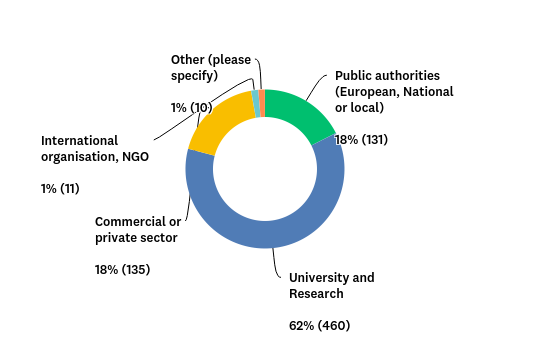 Other (please
specify)
1% (10)
Public authorities
(European, National
or local)
18% (131)
International
organisation, NGO
1% (11)
Commercial or
private sector
18% (135)
University and
Research
62% (460)